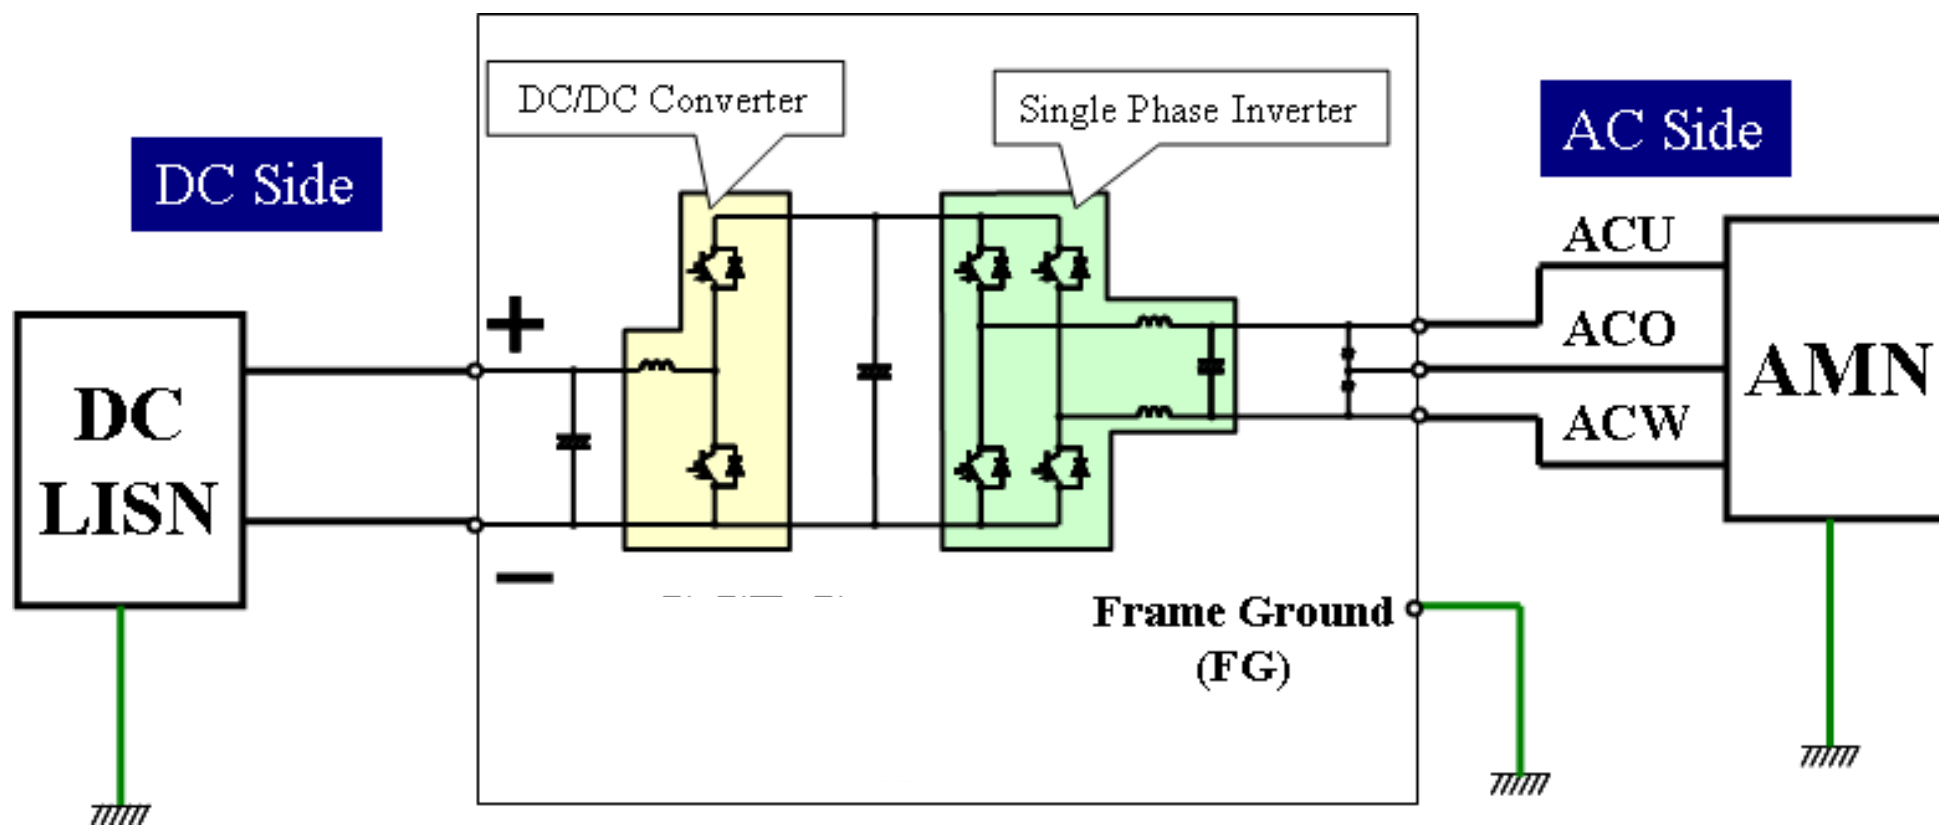 DC/DC Converter
Single Phase Inverter
AC Side
DC Side
ACU
ACO
ACW
AMN
+
DC
LISN
−
Frame Ground
(FG)